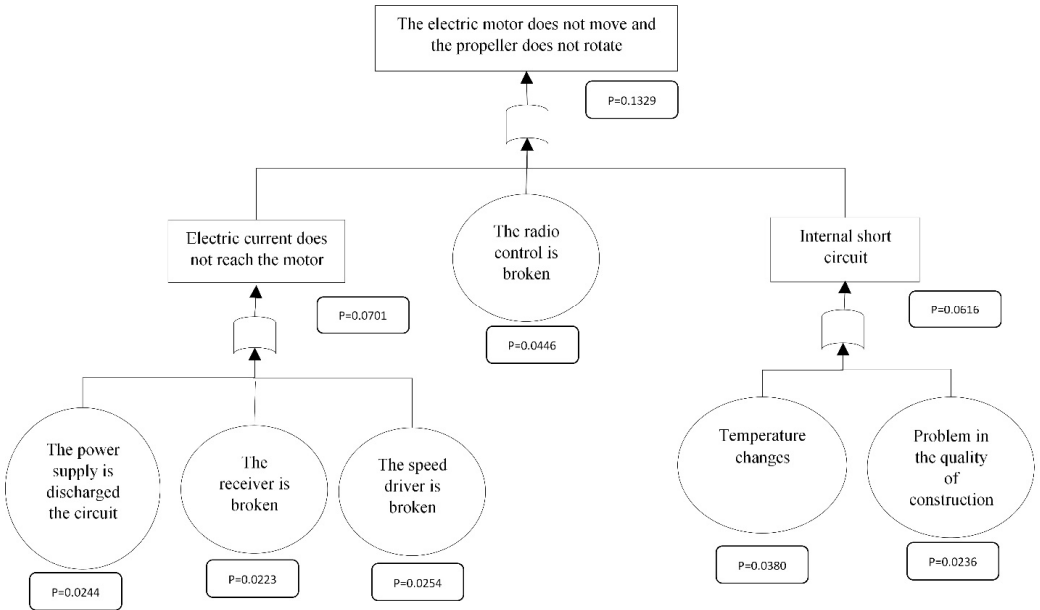 The electric motor does not move and
the propeller does not rotate
P=0.1329
Electric current does
not reach the motor
P=0.0701
The radio
control is
broken
P=0.0446
Internal short
circuit
P=0.0616
The power
supply is
discharged
the circuit
P=0.0244
The
receiver is
broken
P=0.0223
The speed
driver is
broken
P=0.0254
Temperature
changes
P=0.0380
Problem in
the quality
of
construction
P=0.0236